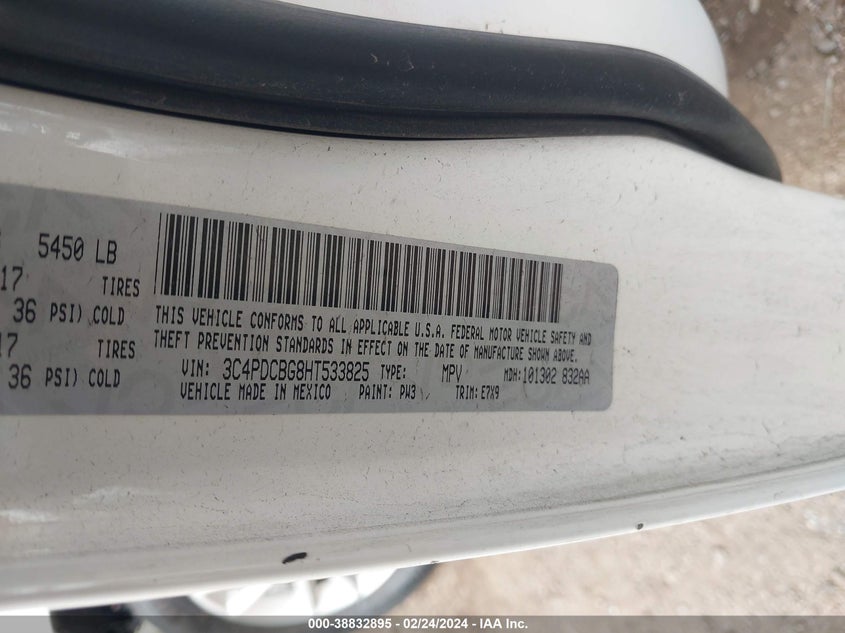 5450 LB
17 TIRES
36 PSI) COLD
17 TIRES
36 PSI) COLD
THIS VEHICLE CONFORMS TO ALL APPLICABLE U.S.A. FEDERAL MOTOR VEHICLE SAFETY AND
THEFT PREVENTION STANDARDS IN EFFECT ON THE DATE OF MANUFACTURE SHOWN ABOVE.
VIN: 3C4PDCBG8HT533825 TYPE: MPV MDH: 101302 832AA
VEHICLE MADE IN MEXICO PAINT: PW3 TRIM: E7X9
000-38832895 - 02/24/2024 - IAA Inc.